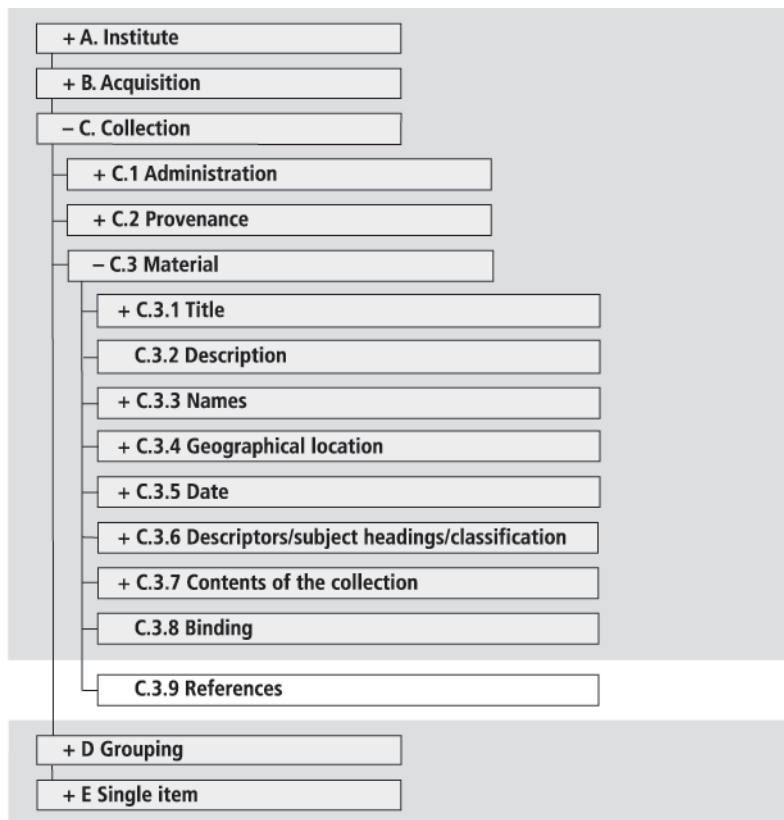 + A. Institute
+ B. Acquisition
– C. Collection
+ C.1 Administration
+ C.2 Provenance
– C.3 Material
+ C.3.1 Title
C.3.2 Description
+ C.3.3 Names
+ C.3.4 Geographical location
+ C.3.5 Date
+ C.3.6 Descriptors/subject headings/classification
+ C.3.7 Contents of the collection
C.3.8 Binding
C.3.9 References
+ D Grouping
+ E Single item